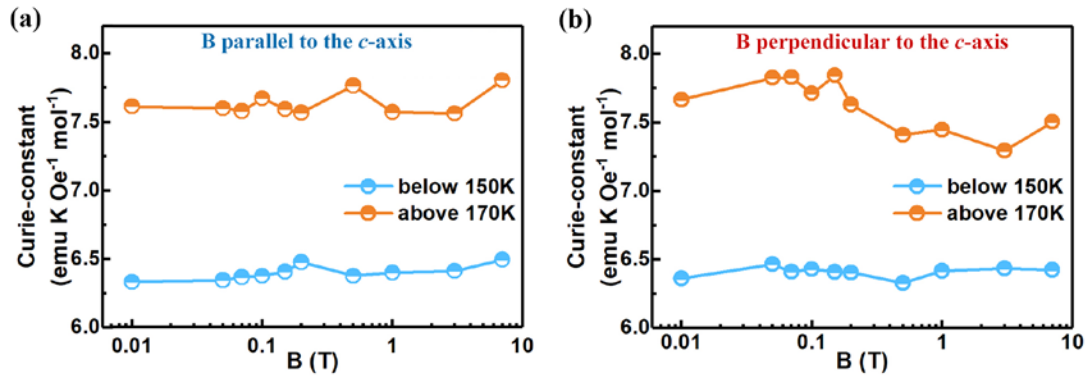 (a)
B parallel to the c-axis
Curie-constant
(emu K Oe⁻¹ mol⁻¹)
8.0
7.5
7.0
6.5
6.0
below 150K
above 170K
0.01
0.1
1
10
B (T)
(b)
B perpendicular to the c-axis
Curie-constant
(emu K Oe⁻¹ mol⁻¹)
8.0
7.5
7.0
6.5
6.0
below 150K
above 170K
0.01
0.1
1
10
B (T)